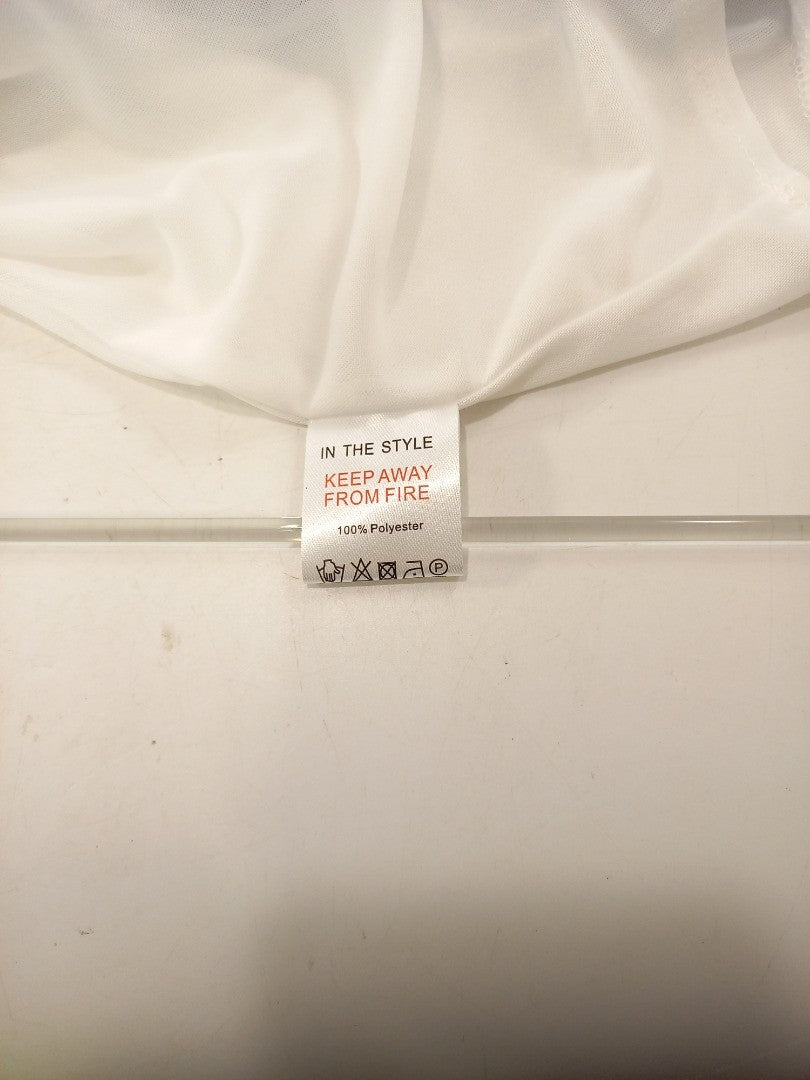 IN THE STYLE
KEEP AWAY
FROM FIRE
100% Polyester
P